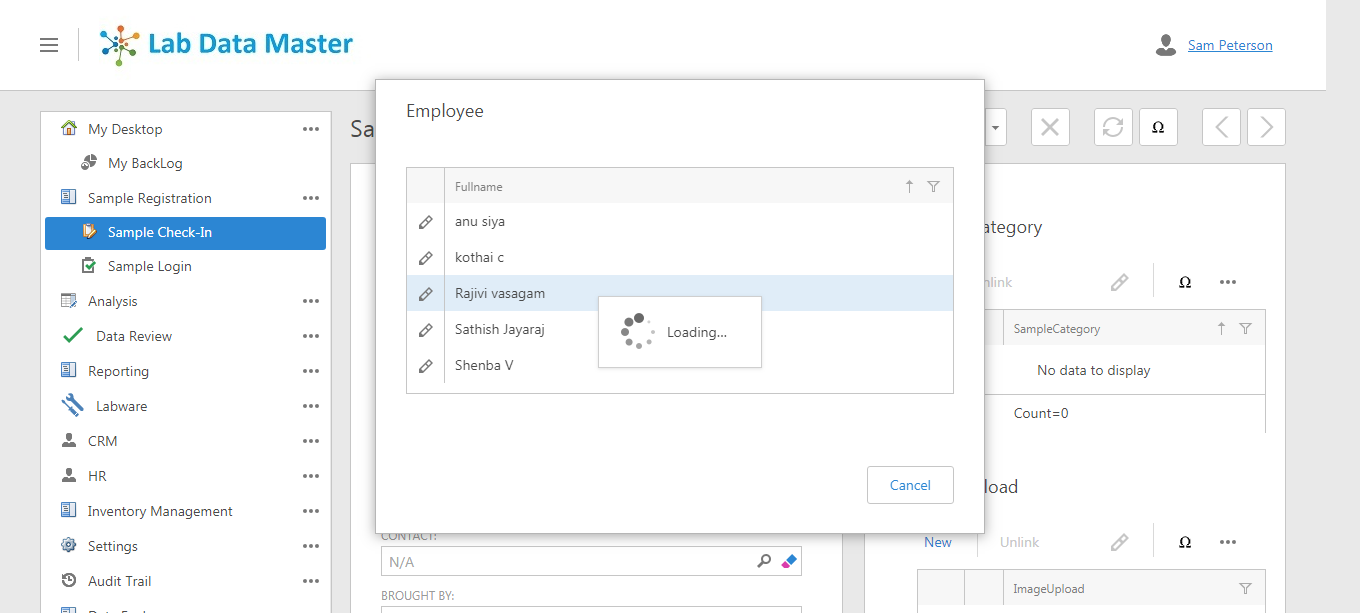 Lab Data Master
Sam Peterson
My Desktop
My BackLog
Sample Registration
Sample Check-In
Sample Login
Analysis
Data Review
Reporting
Labware
CRM
HR
Inventory Management
Settings
Audit Trail
Sa
Employee
Fullname
anu siya
kothai c
Rajivi vasagam
Sathish Jayaraj
Shenba V
Loading...
Cancel
CONTACT:
N/A
BROUGHT BY:
Ω
ategory
nlink
Ω
SampleCategory
No data to display
Count=0
load
New
Unlink
Ω
ImageUpload